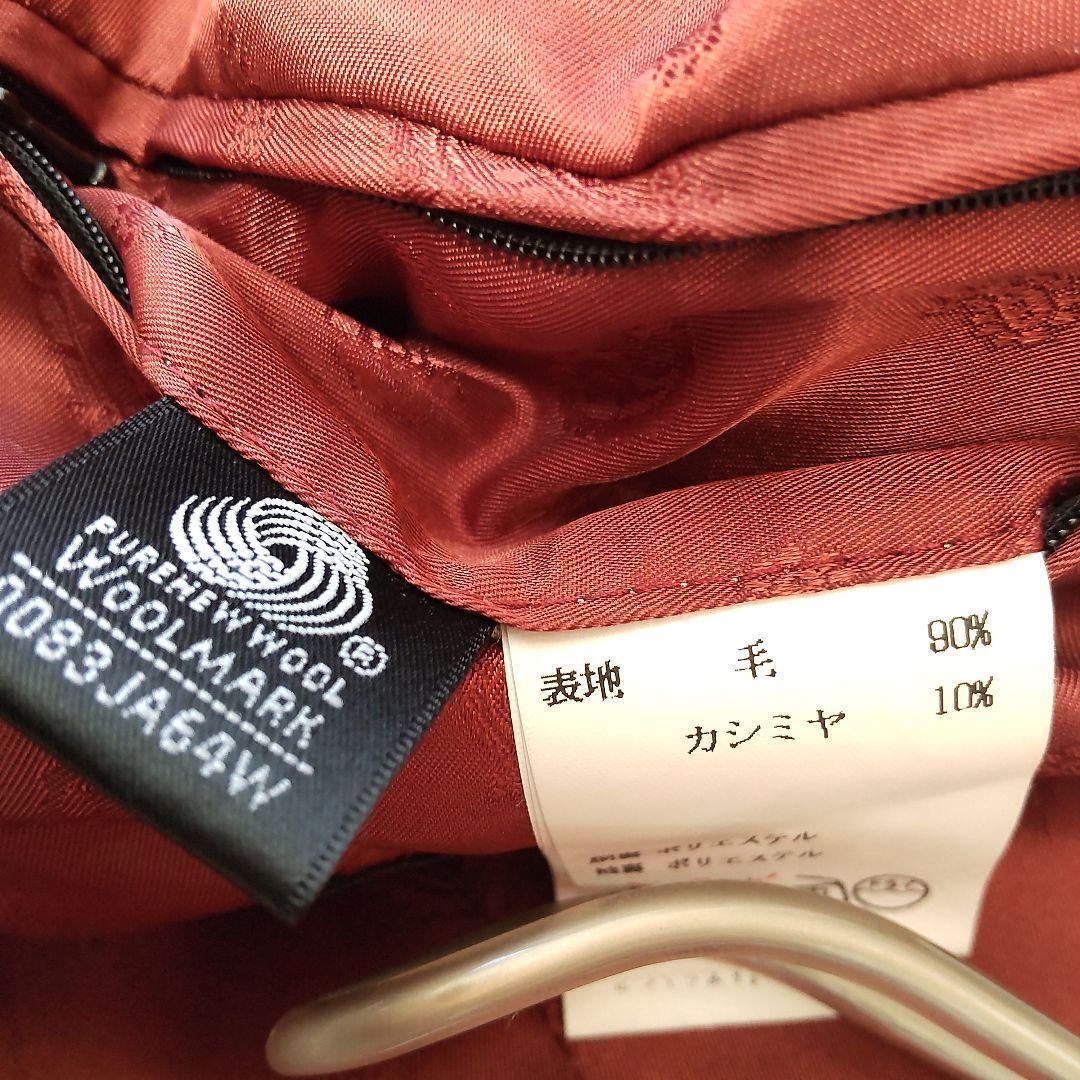 PURE NEW WOOL
WOOLMARK
7083JA64W
表地 毛 90%
カシミヤ 10%
ポリエステル
ポリエステル